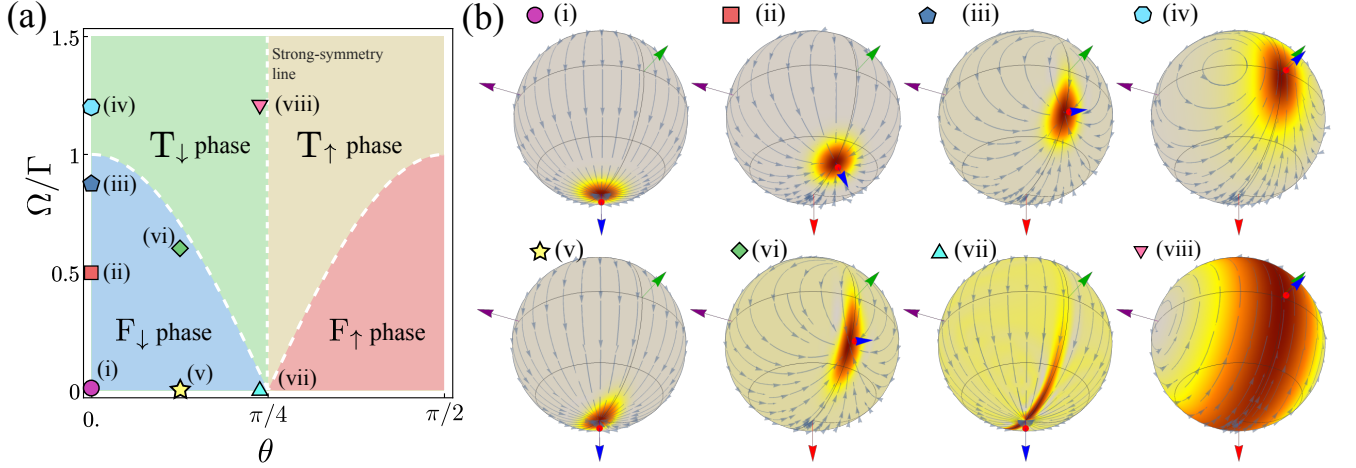 (a)
1.5
1
0.5
0
Ω/Γ
Strong-symmetry
line
(iv)
(viii)
T↓ phase
T↑ phase
(iii)
(vi)
(ii)
F↓ phase
F↑ phase
(i)
(v)
(vii)
0.
π/4
π/2
θ
(b)
(i)
(ii)
(iii)
(iv)
(v)
(vi)
(vii)
(viii)